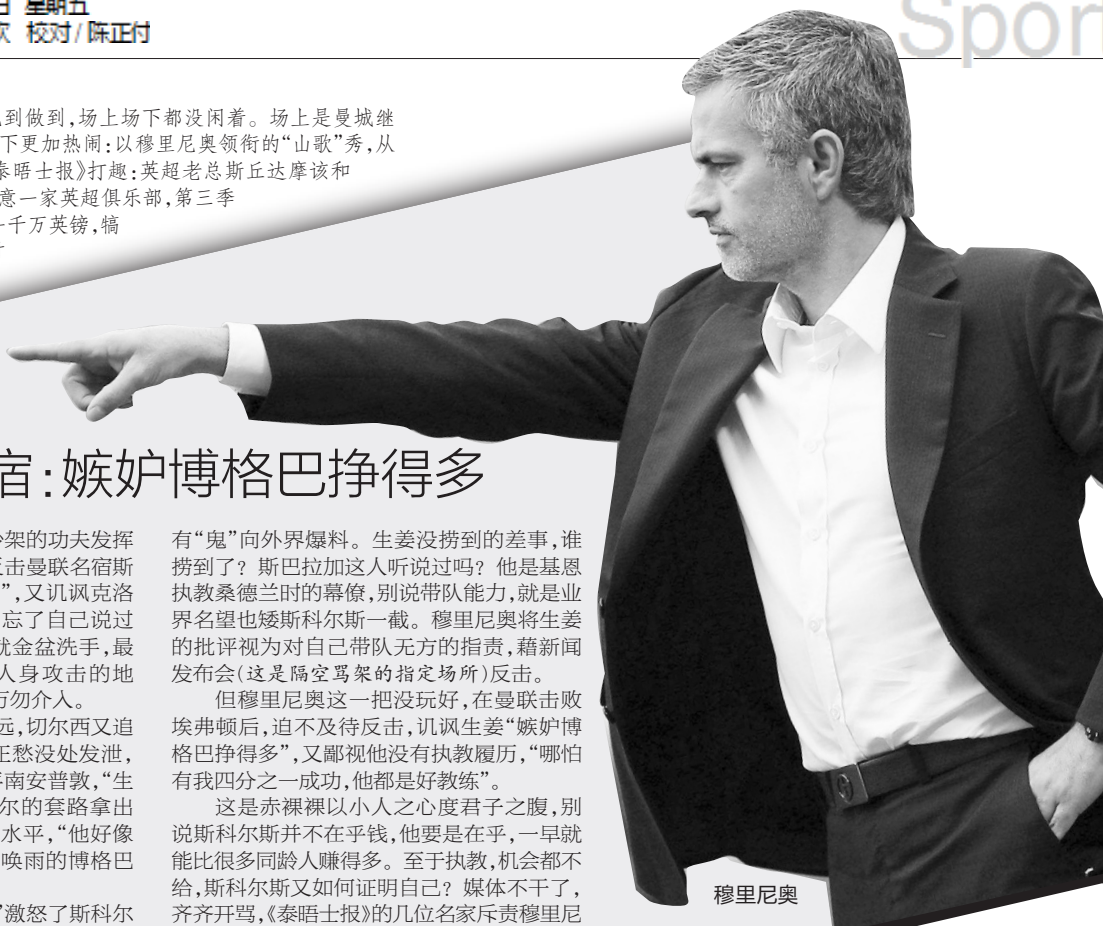 日 星期五
校对/陈正付
Spor
到做到,场上场下都没闲着。场上是曼城继
下更加热闹:以穆里尼奥领衔的“山歌”秀,从
泰晤士报》打趣:英超老总斯丘达摩该和
意一家英超俱乐部,第三季
千万英镑,犒
宿:嫉妒博格巴挣得多
架的功夫发挥
击曼联名宿斯
”,又讥讽克洛
忘了自己说过
就金盆洗手,最
人身攻击的地
万勿介入。
远,切尔西又追
正愁没处发泄,
平南安普敦,“生
尔的套路拿出
水平,“他好像
唤雨的博格巴
”激怒了斯科尔
有“鬼”向外界爆料。生姜没捞到的差事,谁
捞到了?斯巴拉加这人听说过吗?他是基恩
执教桑德兰时的幕僚,别说带队能力,就是业
界名望也矮斯科尔斯一截。穆里尼奥将生姜
的批评视为对自己带队无方的指责,藉新闻
发布会(这是隔空骂架的指定场所)反击。
但穆里尼奥这一把没玩好,在曼联击败
埃弗顿后,迫不及待反击,讥讽生姜“嫉妒博
格巴挣得多”,又鄙视他没有执教履历,“哪怕
有我四分之一成功,他都是好教练”。
这是赤裸裸以小人之心度君子之腹,别
说斯科尔斯并不在乎钱,他要是在乎,一早就
能比很多同龄人赚得多。至于执教,机会都不
给,斯科尔斯又如何证明自己?媒体不干了,
齐齐开骂,《泰晤士报》的几位名家斥责穆里尼
穆里尼奥